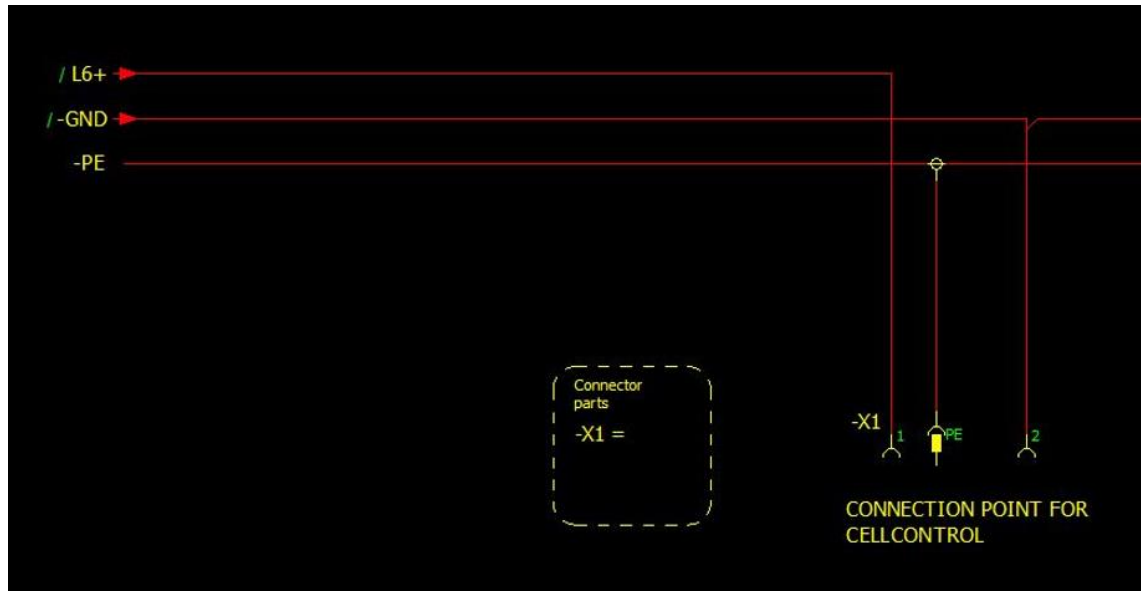 / L6+
/ -GND
-PE
Connector
parts
-X1 =
-X1
1
PE
2
CONNECTION POINT FOR
CELLCONTROL